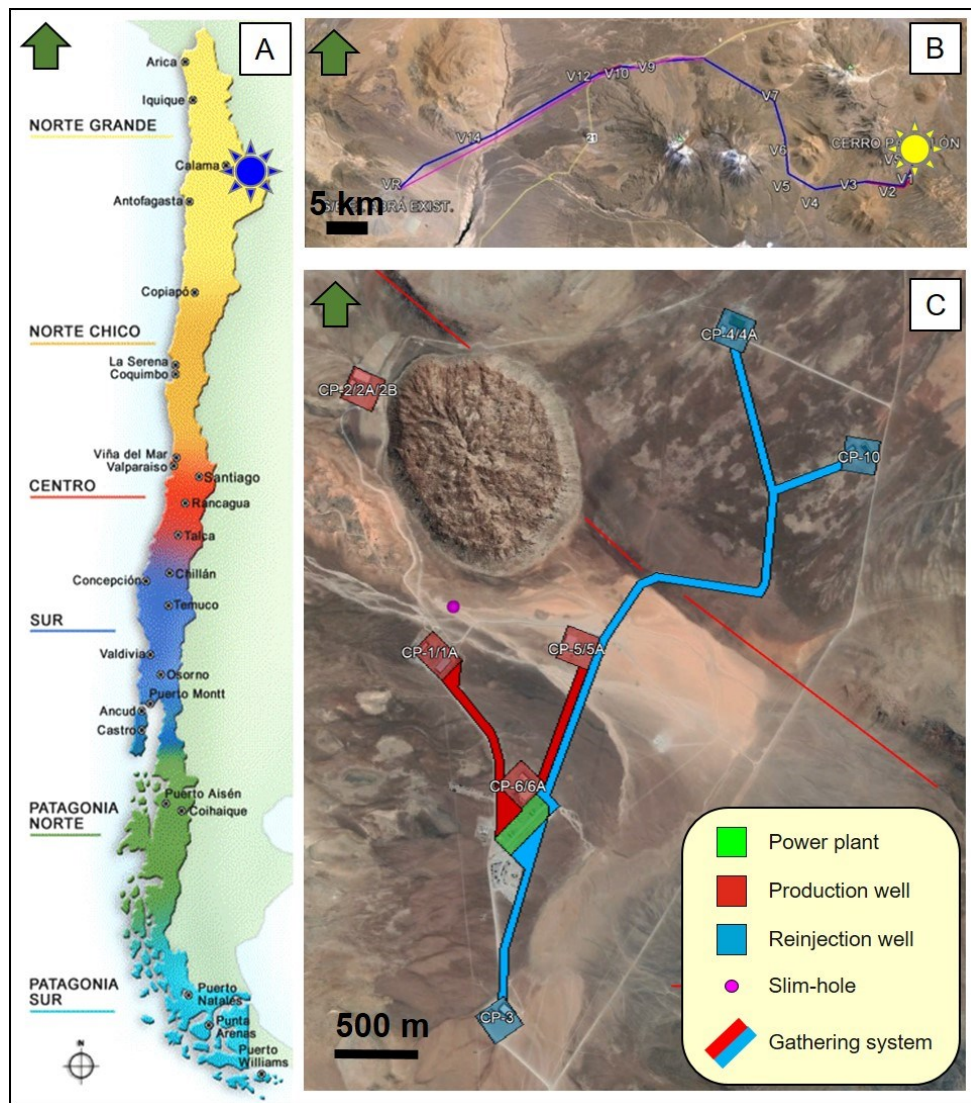 A
Arica
Iquique
NORTE GRANDE
Calama
Antofagasta
Copiapó
NORTE CHICO
La Serena
Coquimbo
Viña del Mar
Valparaiso
CENTRO
Santiago
Rancagua
Talca
Concepción
Chillán
SUR
Temuco
Valdivia
Osorno
Puerto Montt
Ancud
Castro
PATAGONIA
NORTE
Puerto Aisén
Coihaique
PATAGONIA
SUR
Puerto
Natales
Punta
Arenas
Puerto
Williams
N
B
V12
V10
V9
V7
V14
21
V6
CERRO
VR
EXIST.
V5
V4
V3
V2
V1
5 km
C
CP-4/4A
CP-2/2A/2B
CP-10
CP-1/1A
CP-5/5A
CP-6/6A
CP-3
500 m
Power plant
Production well
Reinjection well
Slim-hole
Gathering system